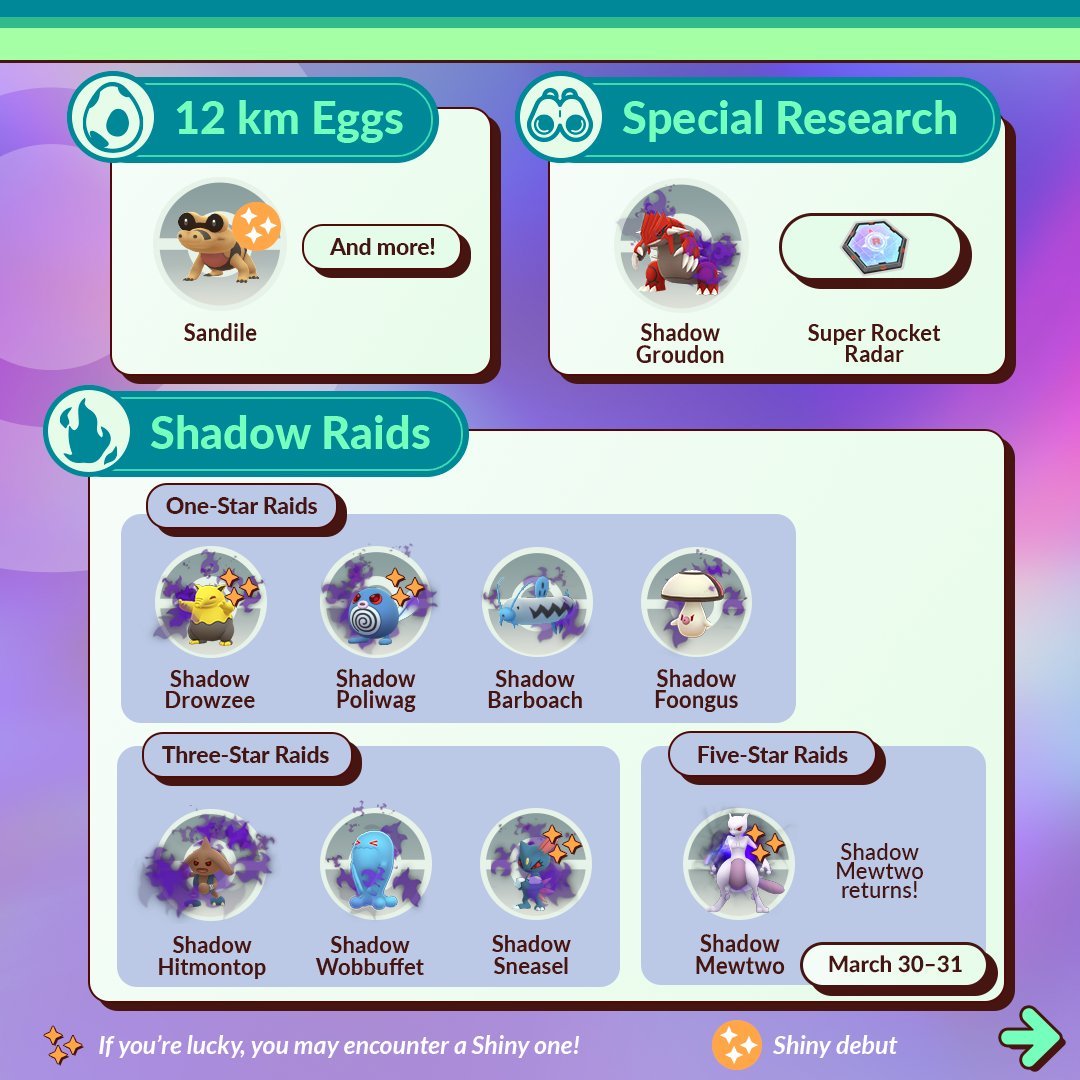 12 km Eggs
And more!
Sandile
Special Research
Shadow
Groudon
Super Rocket
Radar
Shadow Raids
One-Star Raids
Shadow
Drowzee
Shadow
Poliwag
Shadow
Barboach
Shadow
Foongus
Three-Star Raids
Shadow
Hitmontop
Shadow
Wobbuffet
Shadow
Sneasel
Five-Star Raids
Shadow
Mewtwo
Shadow
Mewtwo
returns!
March 30–31
If you're lucky, you may encounter a Shiny one!
Shiny debut